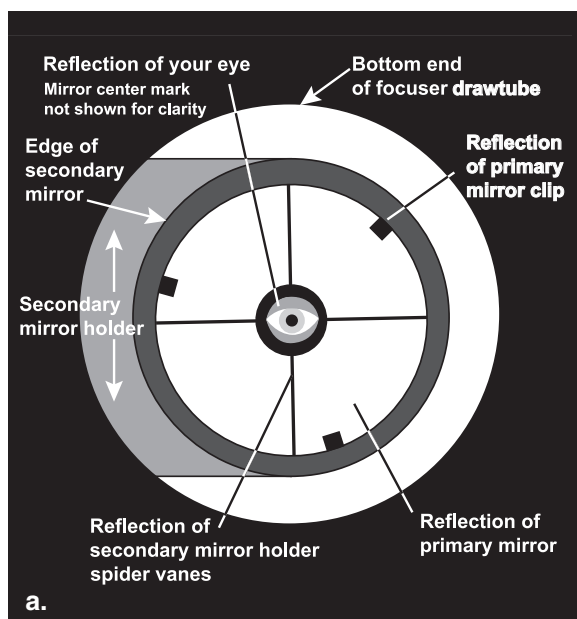 Reflection of your eye
Mirror center mark
not shown for clarity
Bottom end
of focuser drawtube
Edge of
secondary
mirror
Reflection
of primary
mirror clip
Secondary
mirror holder
Reflection of
secondary mirror holder
spider vanes
Reflection of
primary mirror
a.